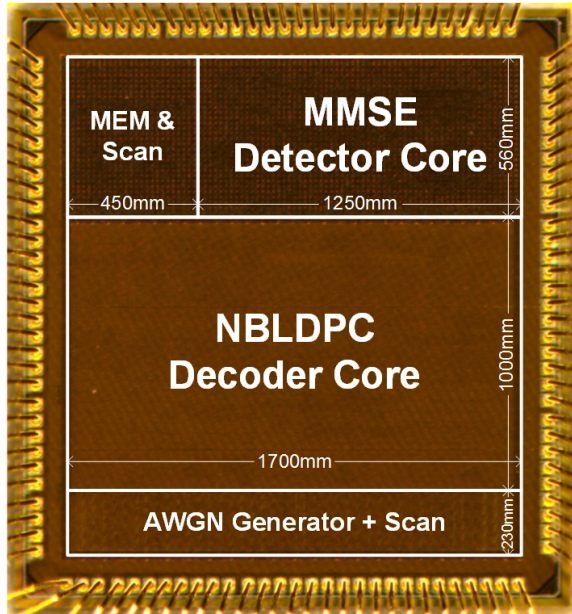 MEM &
Scan
MMSE
Detector Core
560mm
450mm
1250mm
NBLDPC
Decoder Core
1000mm
1700mm
AWGN Generator + Scan
230mm